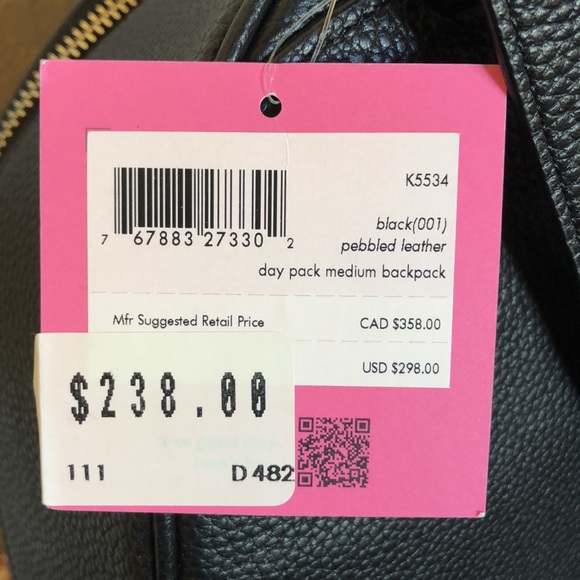 K5534
7 67883 27330 2
black(001)
pebbled leather
day pack medium backpack
Mfr Suggested Retail Price CAD $358.00
USD $298.00
$238.00
111 D 482